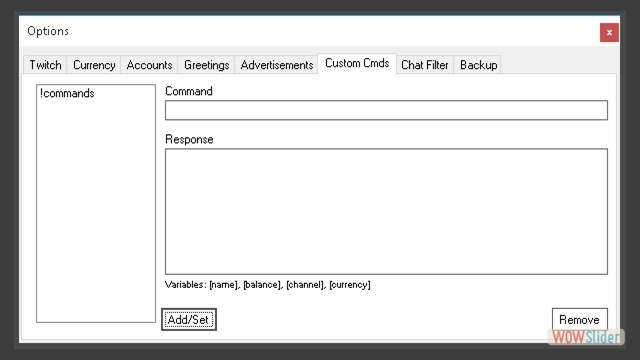 Options
x
Twitch Currency Accounts Greetings Advertisements Custom Cmds Chat Filter Backup
!commands
Command
Response
Variables: [name], [balance], [channel], [currency]
Add/Set
Remove
WOWSlider